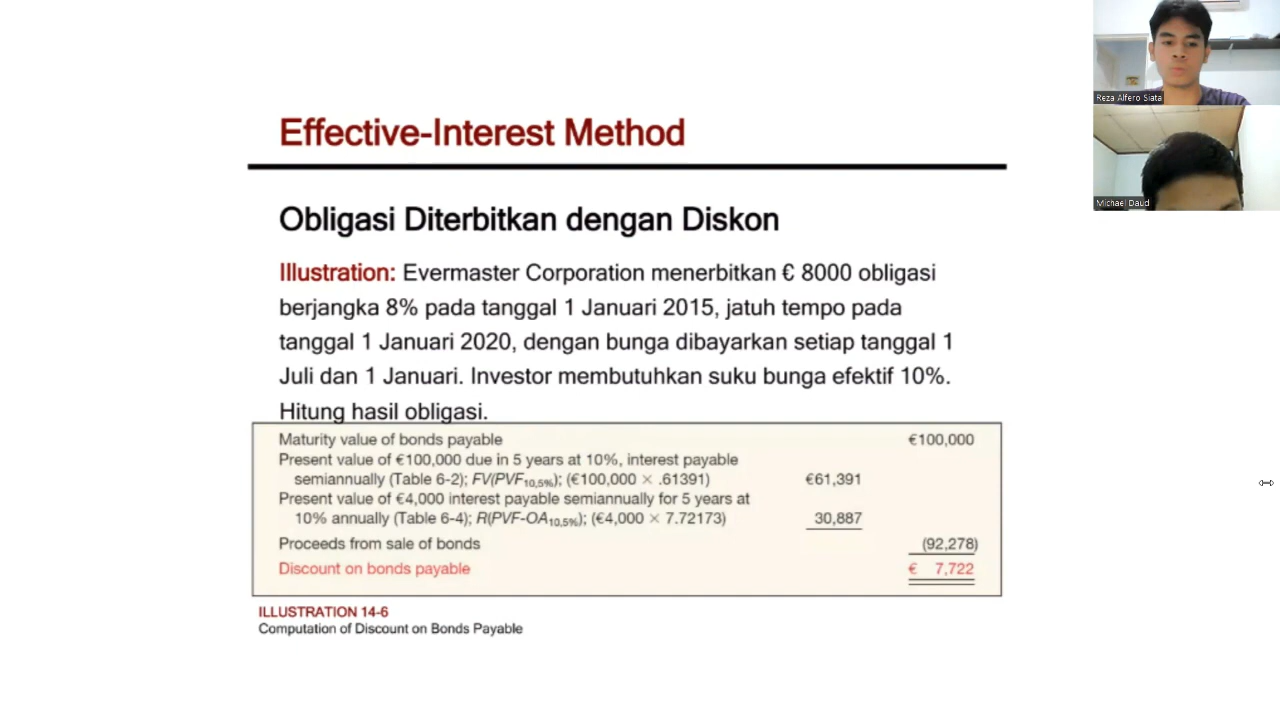 Effective-Interest Method
Obligasi Diterbitkan dengan Diskon
Illustration: Evermaster Corporation menerbitkan € 8000 obligasi
berjangka 8% pada tanggal 1 Januari 2015, jatuh tempo pada
tanggal 1 Januari 2020, dengan bunga dibayarkan setiap tanggal 1
Juli dan 1 Januari. Investor membutuhkan suku bunga efektif 10%.
Hitung hasil obligasi.
Maturity value of bonds payable €100,000
Present value of €100,000 due in 5 years at 10%, interest payable
semiannually (Table 6-2); FV(PVF10,5%); (€100,000 × .61391) €61,391
Present value of €4,000 interest payable semiannually for 5 years at
10% annually (Table 6-4); R(PVF-OA10,5%); (€4,000 × 7.72173) 30,887
Proceeds from sale of bonds (92,278)
Discount on bonds payable € 7,722
ILLUSTRATION 14-6
Computation of Discount on Bonds Payable
Reza Alfero Siata
Michael Daud